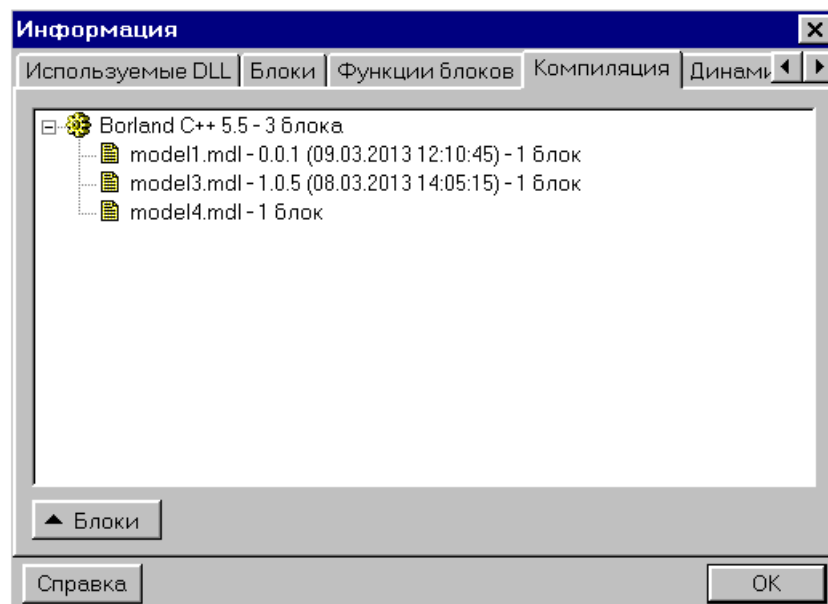 Информация
Используемые DLL Блоки Функции блоков Компиляция Динами
Borland C++ 5.5 - 3 блока
model1.mdl - 0.0.1 (09.03.2013 12:10:45) - 1 блок
model3.mdl - 1.0.5 (08.03.2013 14:05:15) - 1 блок
model4.mdl - 1 блок
Блоки
Справка OK